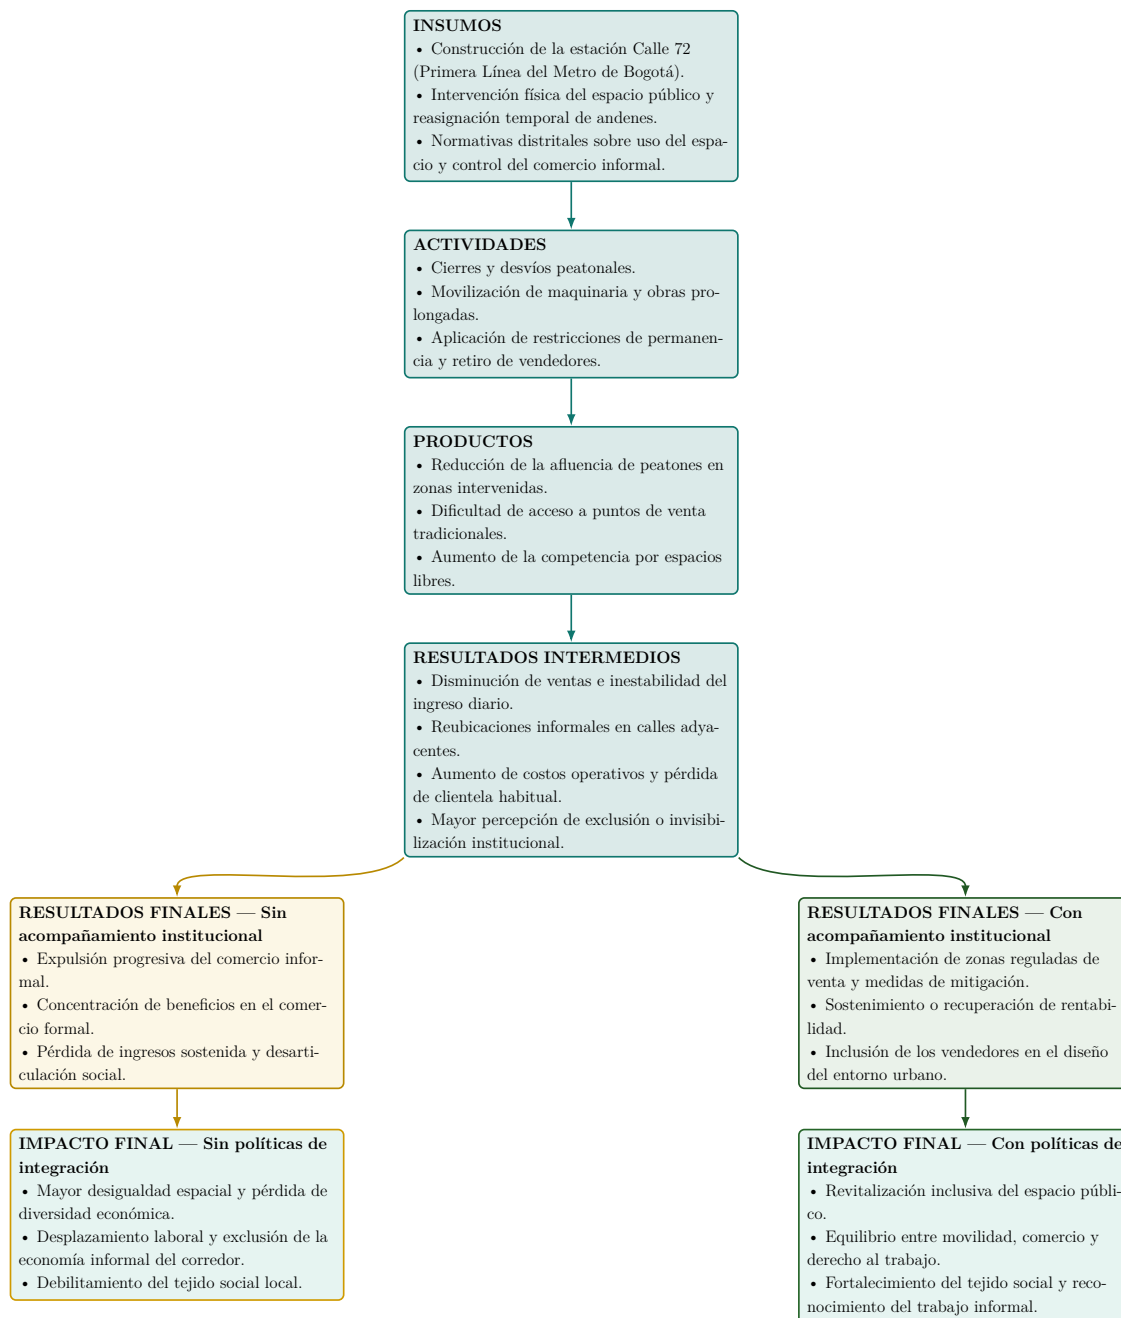 INSUMOS
• Construcción de la estación Calle 72
(Primera Línea del Metro de Bogotá).
• Intervención física del espacio público y
reasignación temporal de andenes.
• Normativas distritales sobre uso del espa-
cio y control del comercio informal.
ACTIVIDADES
• Cierres y desvíos peatonales.
• Movilización de maquinaria y obras pro-
longadas.
• Aplicación de restricciones de permanen-
cia y retiro de vendedores.
PRODUCTOS
• Reducción de la afluencia de peatones en
zonas intervenidas.
• Dificultad de acceso a puntos de venta
tradicionales.
• Aumento de la competencia por espacios
libres.
RESULTADOS INTERMEDIOS
• Disminución de ventas e inestabilidad del
ingreso diario.
• Reubicaciones informales en calles adya-
centes.
• Aumento de costos operativos y pérdida
de clientela habitual.
• Mayor percepción de exclusión o invisibi-
lización institucional.
RESULTADOS FINALES — Sin
acompañamiento institucional
• Expulsión progresiva del comercio infor-
mal.
• Concentración de beneficios en el comer-
cio formal.
• Pérdida de ingresos sostenida y desarti-
culación social.
RESULTADOS FINALES — Con
acompañamiento institucional
• Implementación de zonas reguladas de
venta y medidas de mitigación.
• Sostenimiento o recuperación de rentabi-
lidad.
• Inclusión de los vendedores en el diseño
del entorno urbano.
IMPACTO FINAL — Sin políticas de
integración
• Mayor desigualdad espacial y pérdida de
diversidad económica.
• Desplazamiento laboral y exclusión de la
economía informal del corredor.
• Debilitamiento del tejido social local.
IMPACTO FINAL — Con políticas de
integración
• Revitalización inclusiva del espacio públi-
co.
• Equilibrio entre movilidad, comercio y
derecho al trabajo.
• Fortalecimiento del tejido social y reco-
nocimiento del trabajo informal.